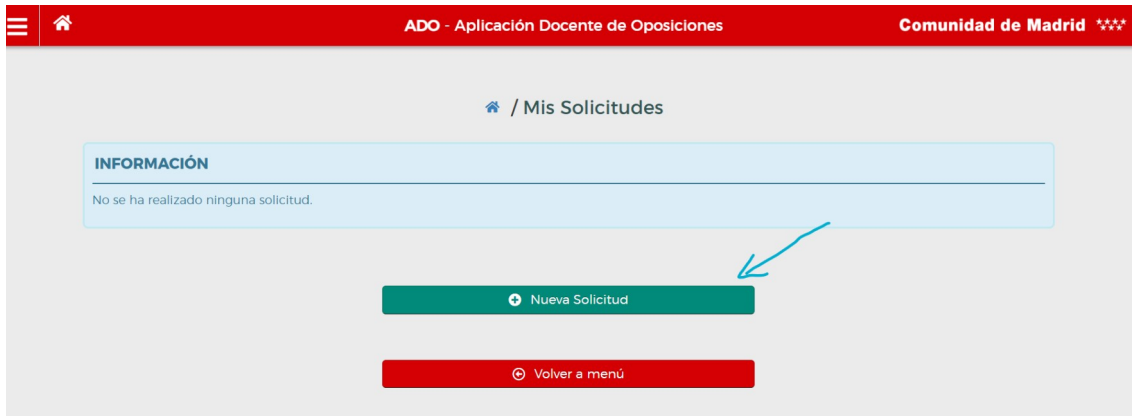 ADO - Aplicación Docente de Oposiciones
Comunidad de Madrid
/ Mis Solicitudes
INFORMACIÓN
No se ha realizado ninguna solicitud.
Nueva Solicitud
Volver a menú